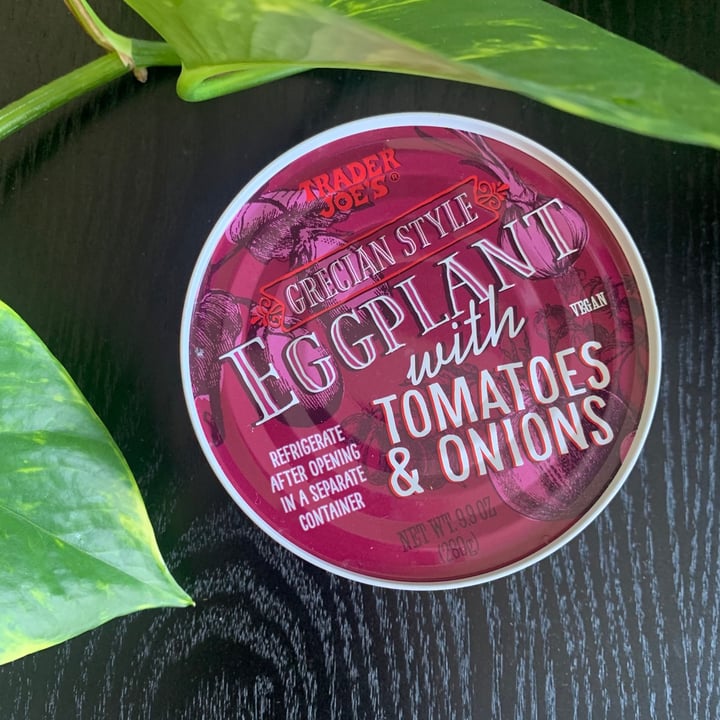 TRADER
JOE'S®
GRECIAN STYLE
EGGPLANT
with
VEGAN
TOMATOES
& ONIONS
REFRIGERATE
AFTER OPENING
IN A SEPARATE
CONTAINER
NET WT. 9.9 OZ
(280g)